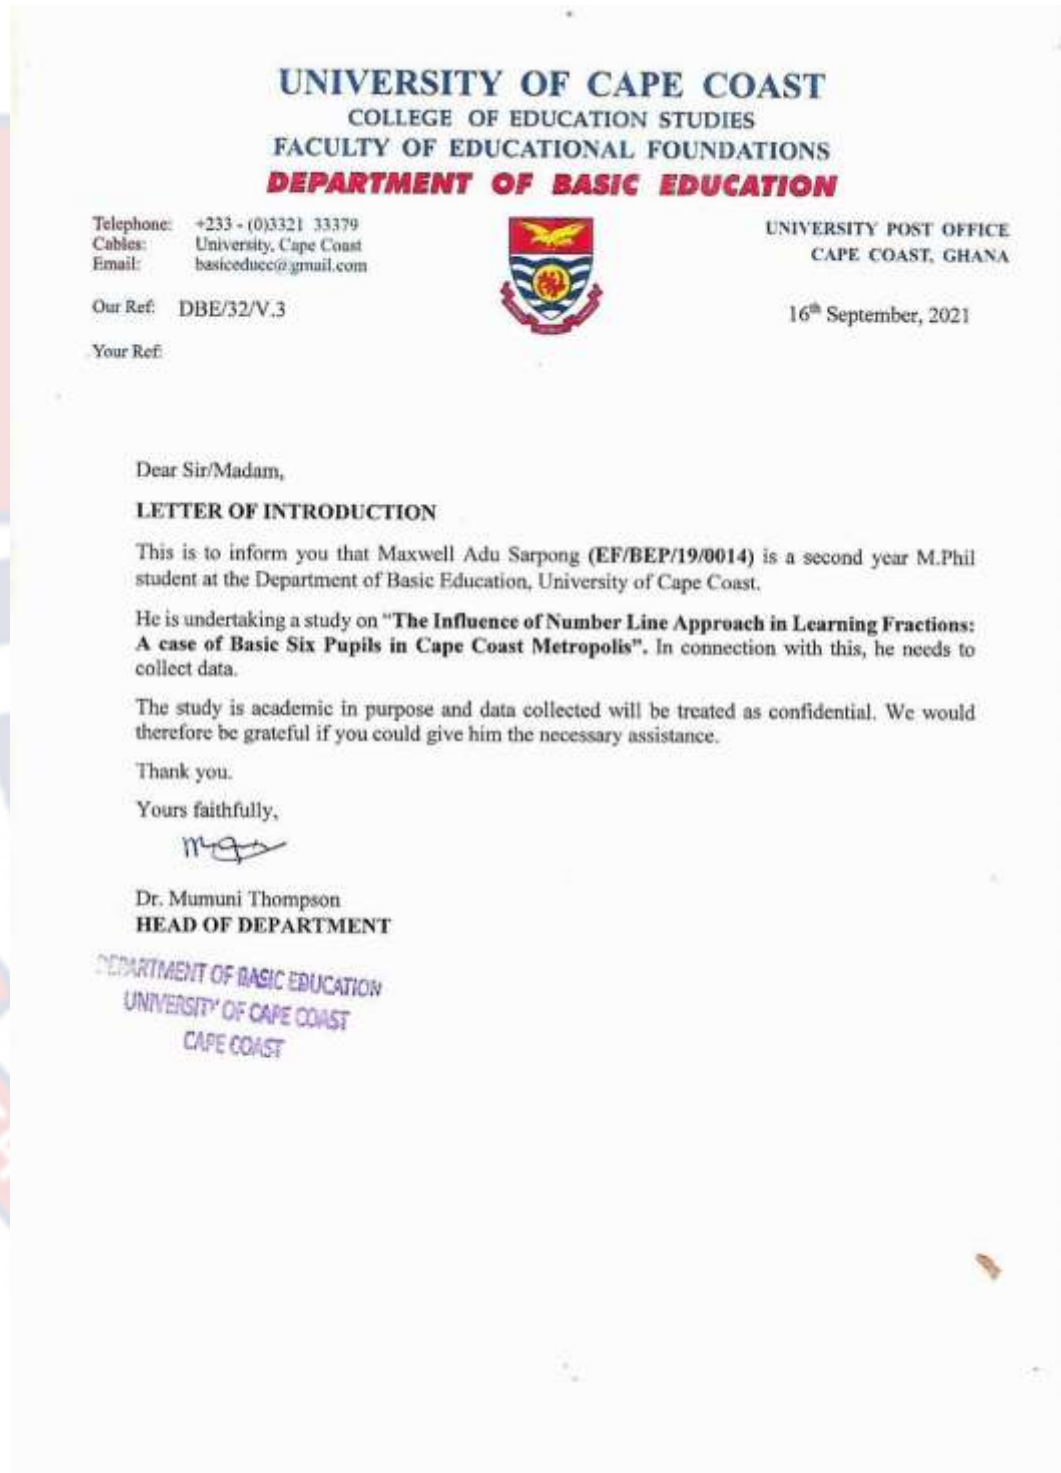 UNIVERSITY OF CAPE COAST
COLLEGE OF EDUCATION STUDIES
FACULTY OF EDUCATIONAL FOUNDATIONS
DEPARTMENT OF BASIC EDUCATION
Telephone: +233 - (0)3321 33379
Cables: University, Cape Coast
Email: basiceducc@gmail.com
UNIVERSITY POST OFFICE
CAPE COAST, GHANA
Our Ref: DBE/32/V.3
16th September, 2021
Your Ref:
Dear Sir/Madam,
LETTER OF INTRODUCTION
This is to inform you that Maxwell Adu Sarpong (EF/BEP/19/0014) is a second year M.Phil
student at the Department of Basic Education, University of Cape Coast.
He is undertaking a study on "The Influence of Number Line Approach in Learning Fractions:
A case of Basic Six Pupils in Cape Coast Metropolis". In connection with this, he needs to
collect data.
The study is academic in purpose and data collected will be treated as confidential. We would
therefore be grateful if you could give him the necessary assistance.
Thank you.
Yours faithfully,
Dr. Mumuni Thompson
HEAD OF DEPARTMENT
DEPARTMENT OF BASIC EDUCATION
UNIVERSITY OF CAPE COAST
CAPE COAST